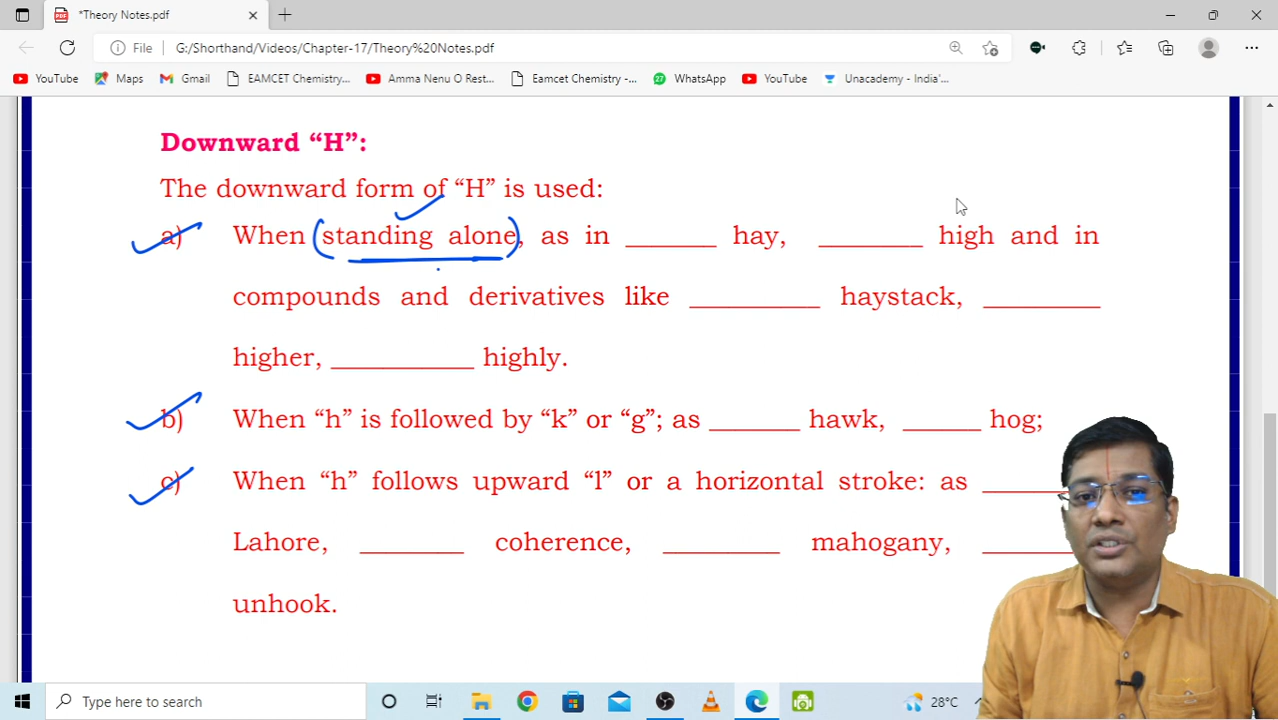 *Theory Notes.pdf
File G:/Shorthand/Videos/Chapter-17/Theory%20Notes.pdf
YouTube Maps Gmail EAMCET Chemistry... Amma Nenu O Rest... Eamcet Chemistry -... WhatsApp YouTube Unacademy - India'...
Downward “H”:
The downward form of “H” is used:
a) When (standing alone), as in _______ hay, ________ high and in
compounds and derivatives like __________ haystack, _________
higher, ___________ highly.
b) When “h” is followed by “k” or “g”; as _______ hawk, ______ hog;
c) When “h” follows upward “l” or a horizontal stroke: as ______
Lahore, ________ coherence, _________ mahogany, _______
unhook.
Type here to search 28°C